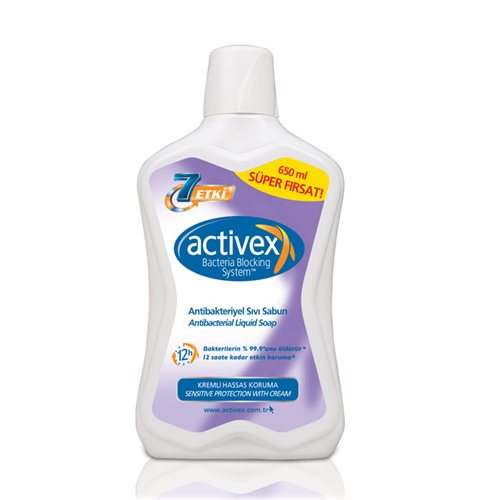 650 ml
SÜPER FIRSAT!
7
ETKİ
activex
Bacteria Blocking
System™
Antibakteriyel Sıvı Sabun
Antibacterial Liquid Soap
12h
Bakterilerin % 99.9'unu öldürür*
12 saate kadar etkin koruma*
KREMLİ HASSAS KORUMA
SENSITIVE PROTECTION WITH CREAM
www.activex.com.tr